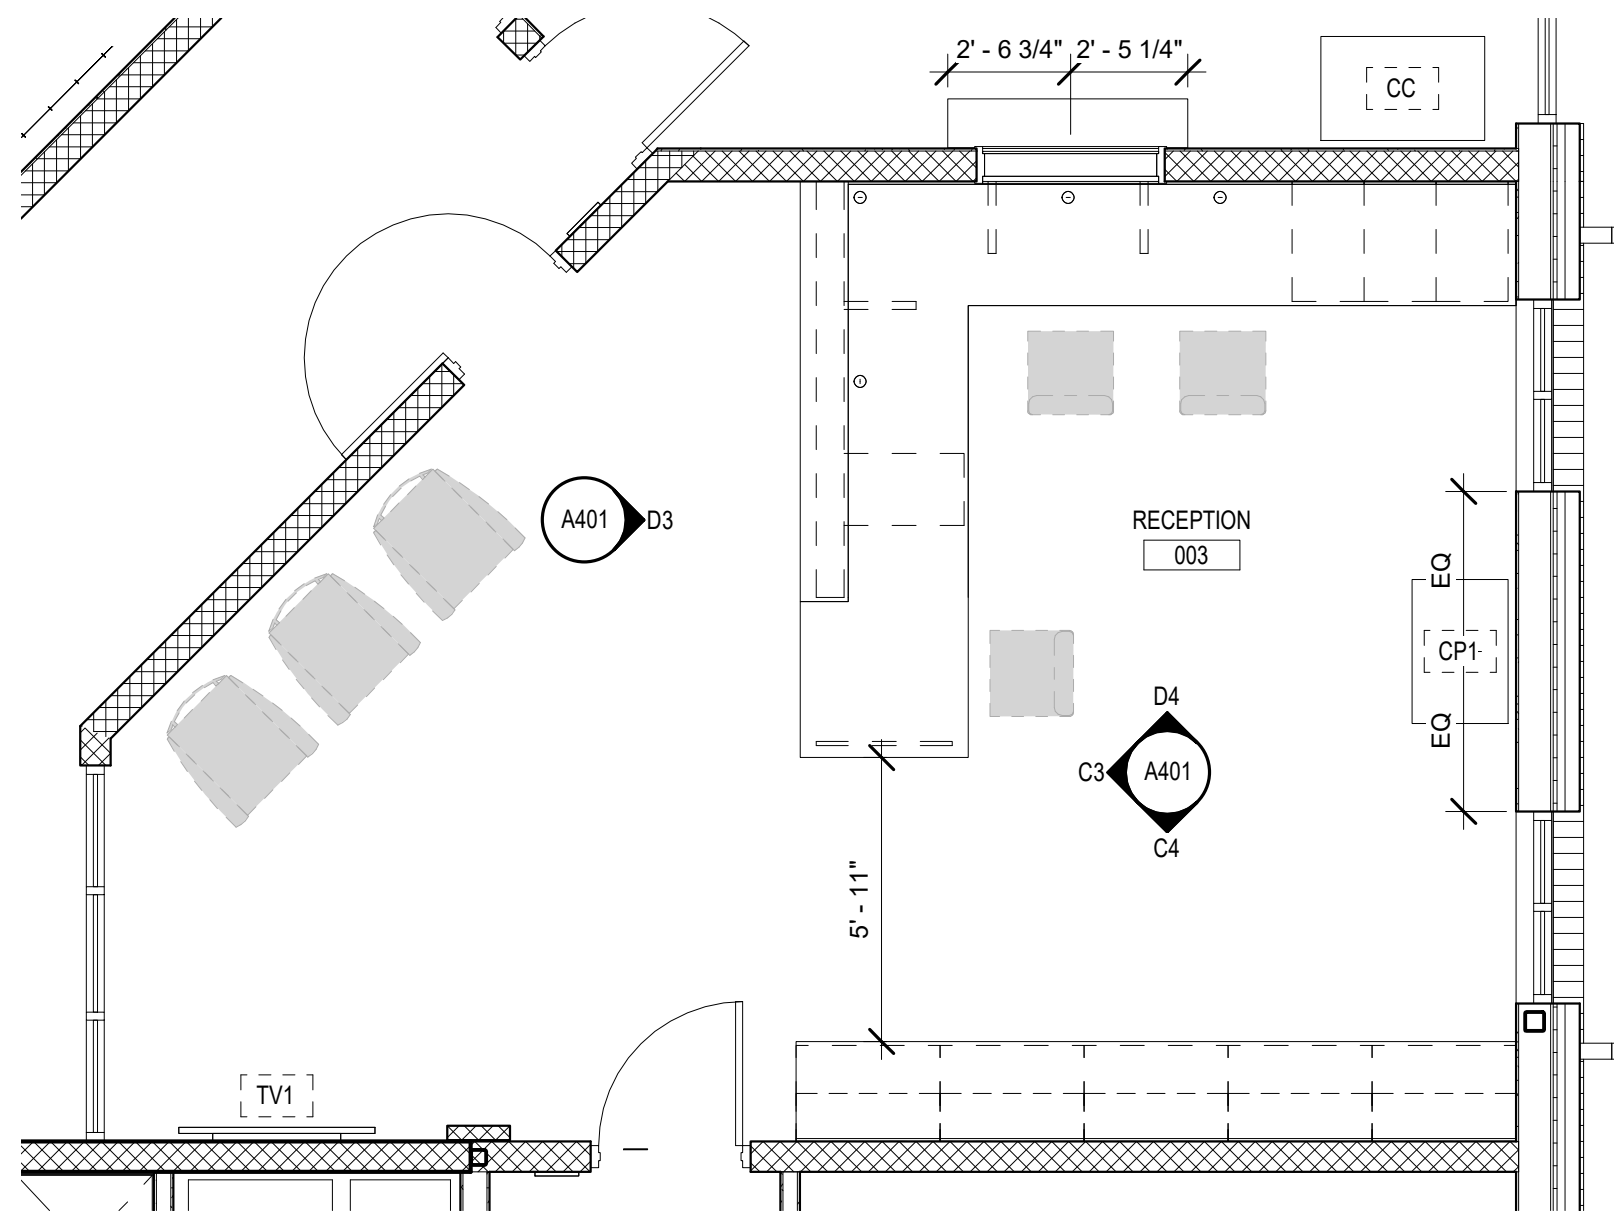 2' - 6 3/4" 2' - 5 1/4"
CC
A401 D3
RECEPTION
003
EQ
CP1
EQ
D4
C3 A401
C4
5' - 11"
TV1